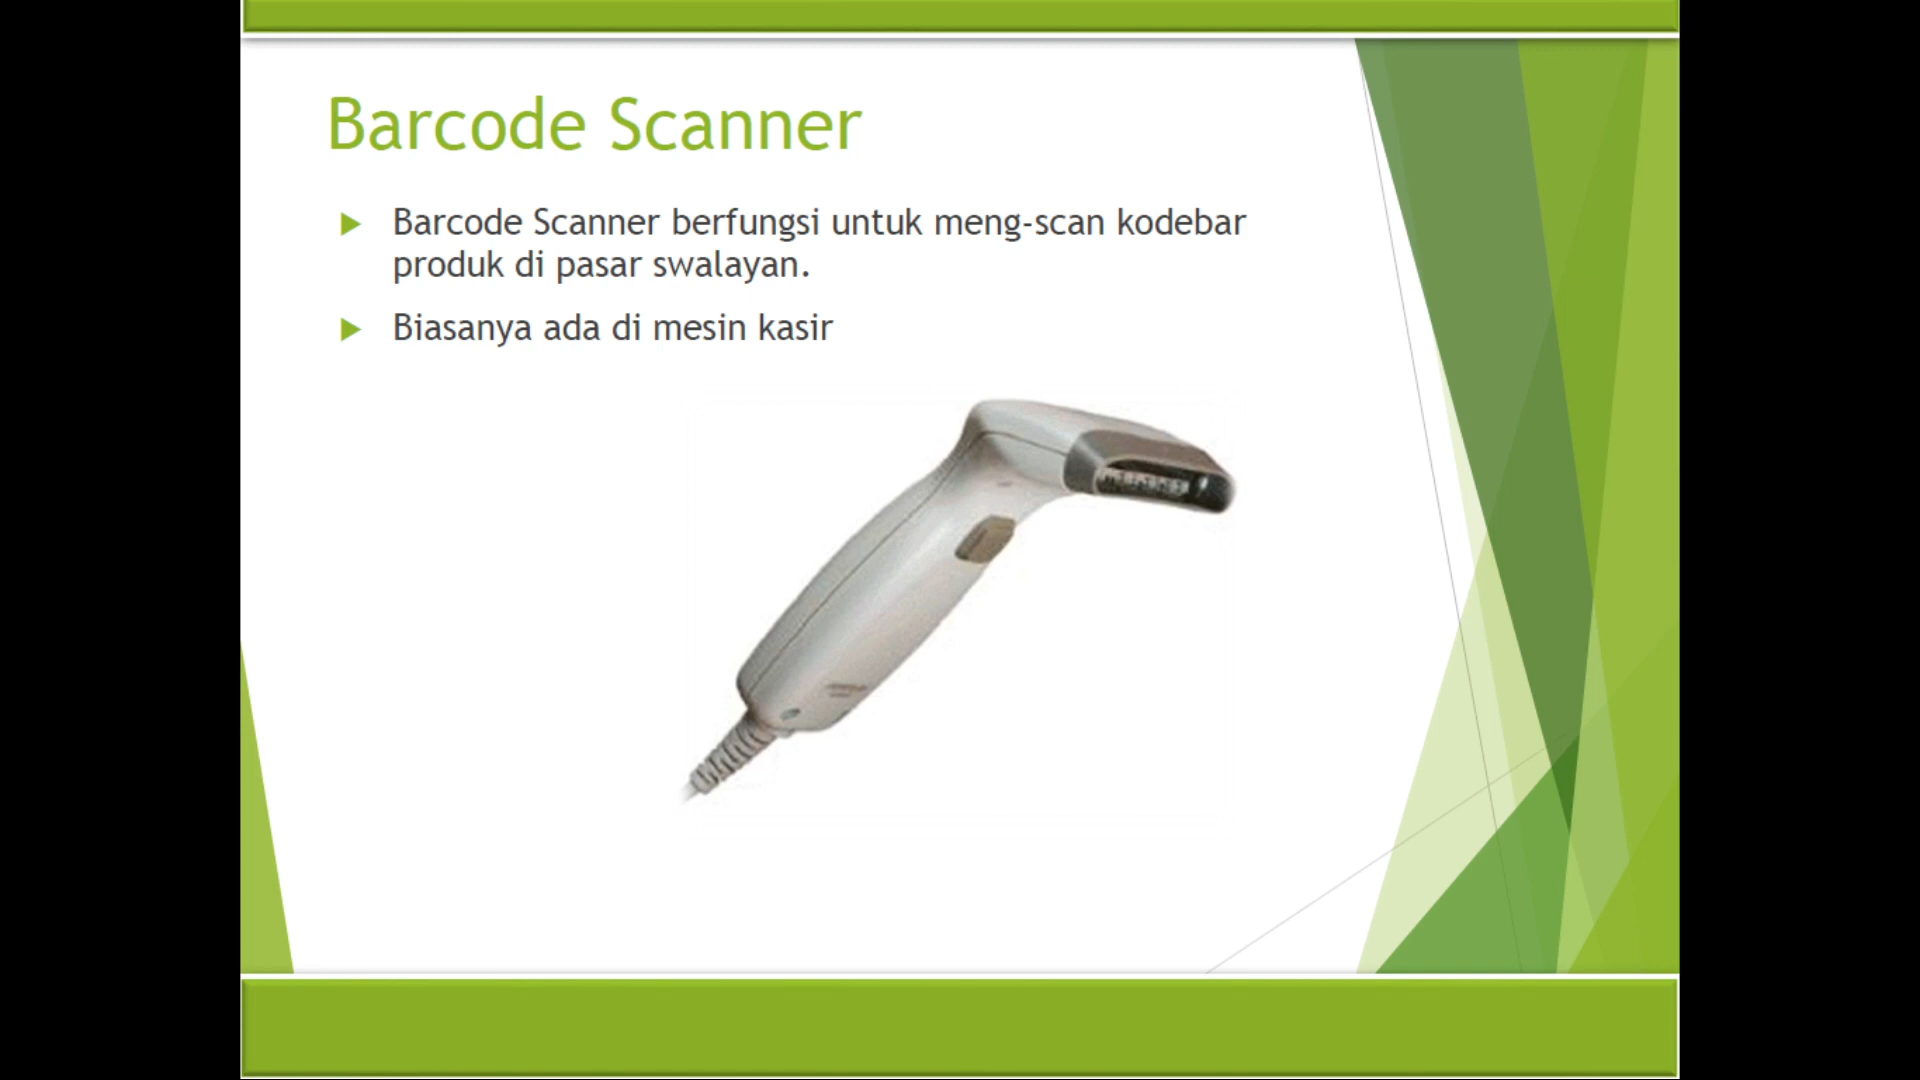 Barcode Scanner
Barcode Scanner berfungsi untuk meng-scan kodebar
produk di pasar swalayan.
Biasanya ada di mesin kasir